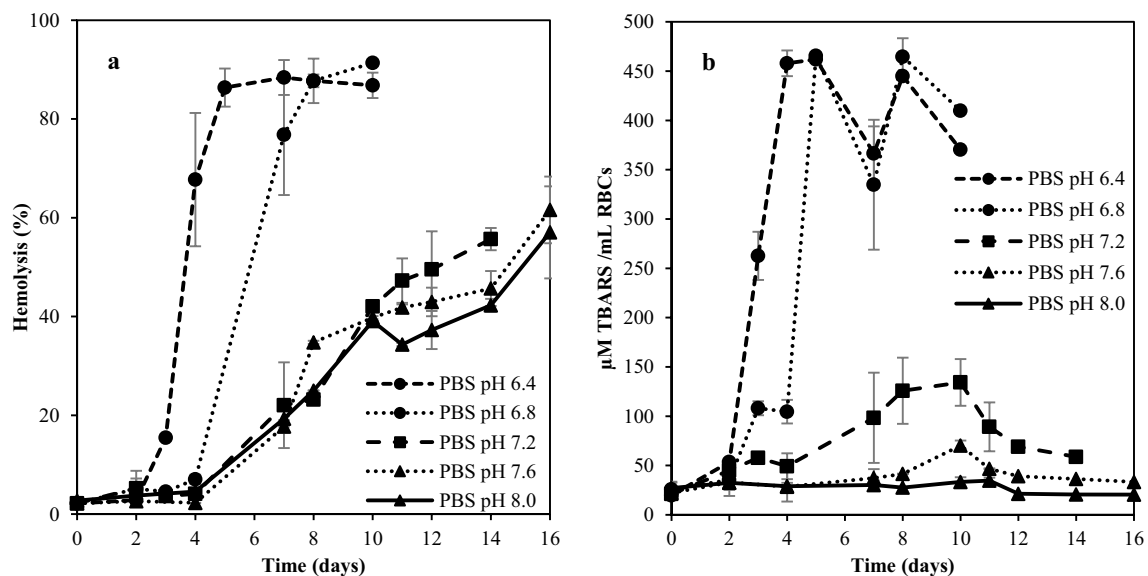 a
Hemolysis (%)
100
80
60
40
20
0
0 2 4 6 8 10 12 14 16
Time (days)
PBS pH 6.4
PBS pH 6.8
PBS pH 7.2
PBS pH 7.6
PBS pH 8.0
b
µM TBARS /mL RBCs
500
450
400
350
300
250
200
150
100
50
0
0 2 4 6 8 10 12 14 16
Time (days)
PBS pH 6.4
PBS pH 6.8
PBS pH 7.2
PBS pH 7.6
PBS pH 8.0